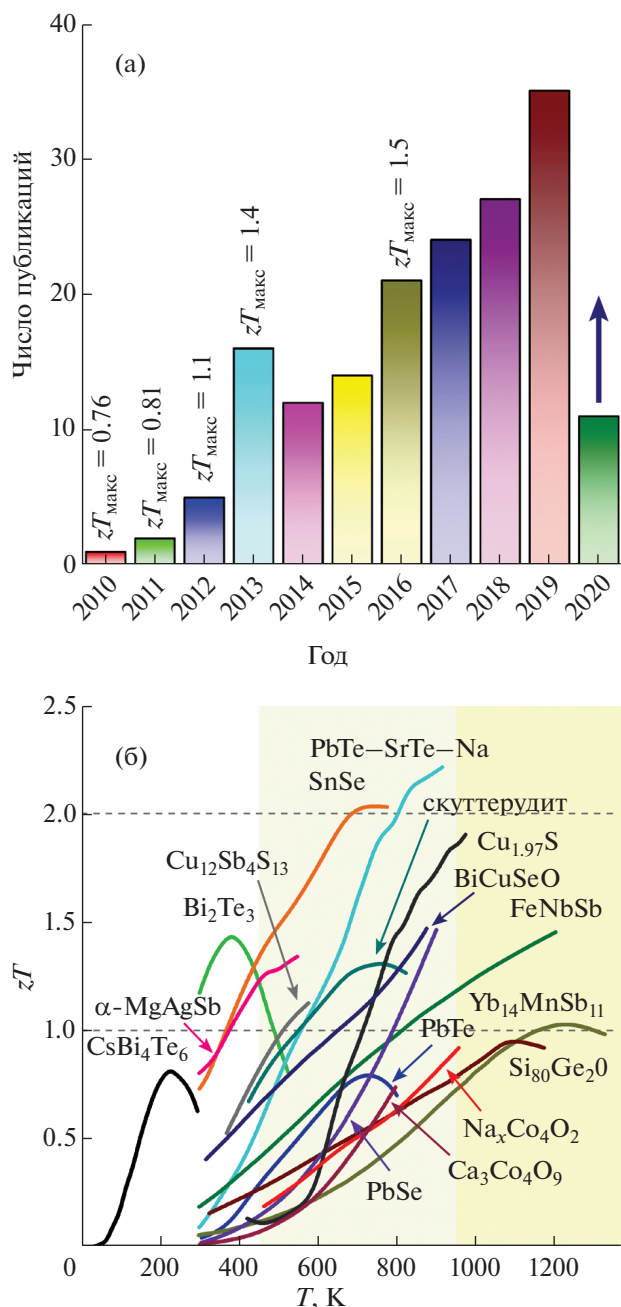 40
(а)
30
20
10
0
Число публикаций
zTмакс = 0.76
zTмакс = 0.81
zTмакс = 1.1
zTмакс = 1.4
zTмакс = 1.5
2010
2011
2012
2013
2014
2015
2016
2017
2018
2019
2020
Год
2.5
(б)
PbTe–SrTe–Na
SnSe
2.0
скуттерудит
Cu1.97S
Cu12Sb4S13
BiCuSeO
Bi2Te3
FeNbSb
1.5
zT
α-MgAgSb
Yb14MnSb11
1.0
CsBi4Te6
PbTe
Si80Ge20
0.5
NaxCo4O2
Ca3Co4O9
PbSe
0
200
400
600
800
1000
1200
T, K